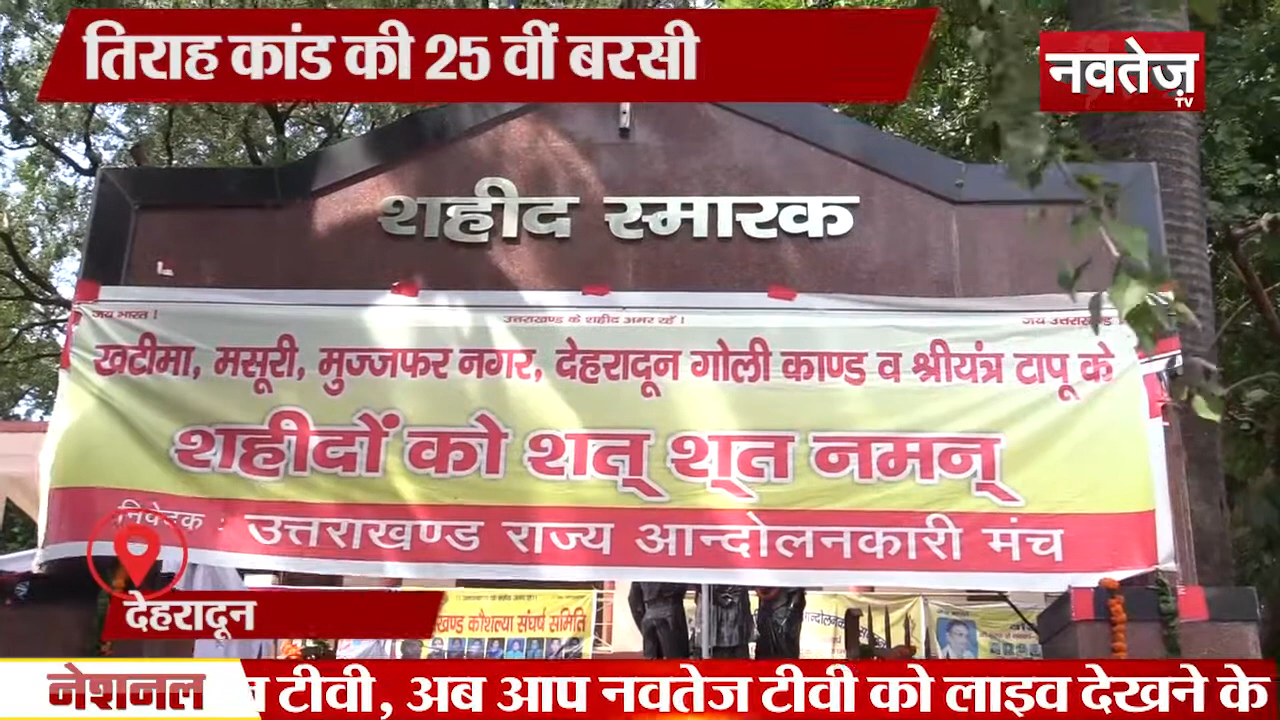 तिराह कांड की 25 वीं बरसी
नवतेज़
TV
शहीद स्मारक
जय भारत !
उत्तराखण्ड के शहीद अमर रहें !
जय उत्तराखण्ड
खटीमा, मसूरी, मुज्जफर नगर, देहरादून गोली काण्ड व श्रीयंत्र टापू के
शहीदों को शत् श्त नमन्
निवेदक : उत्तराखण्ड राज्य आन्दोलनकारी मंच
देहरादून
खण्ड कौशल्या संघर्ष समिति
नेशनल
टीवी, अब आप नवतेज टीवी को लाइव देखने के